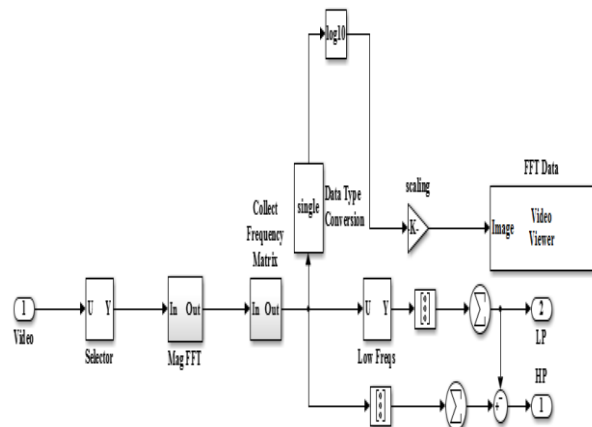 log10
FFT Data
single
Data Type
Conversion
scaling
-K-
Image
Video
Viewer
Collect
Frequency
Matrix
1
Video
U Y
Selector
In Out
Mag FFT
In Out
U Y
Low Freqs
2
LP
HP
1